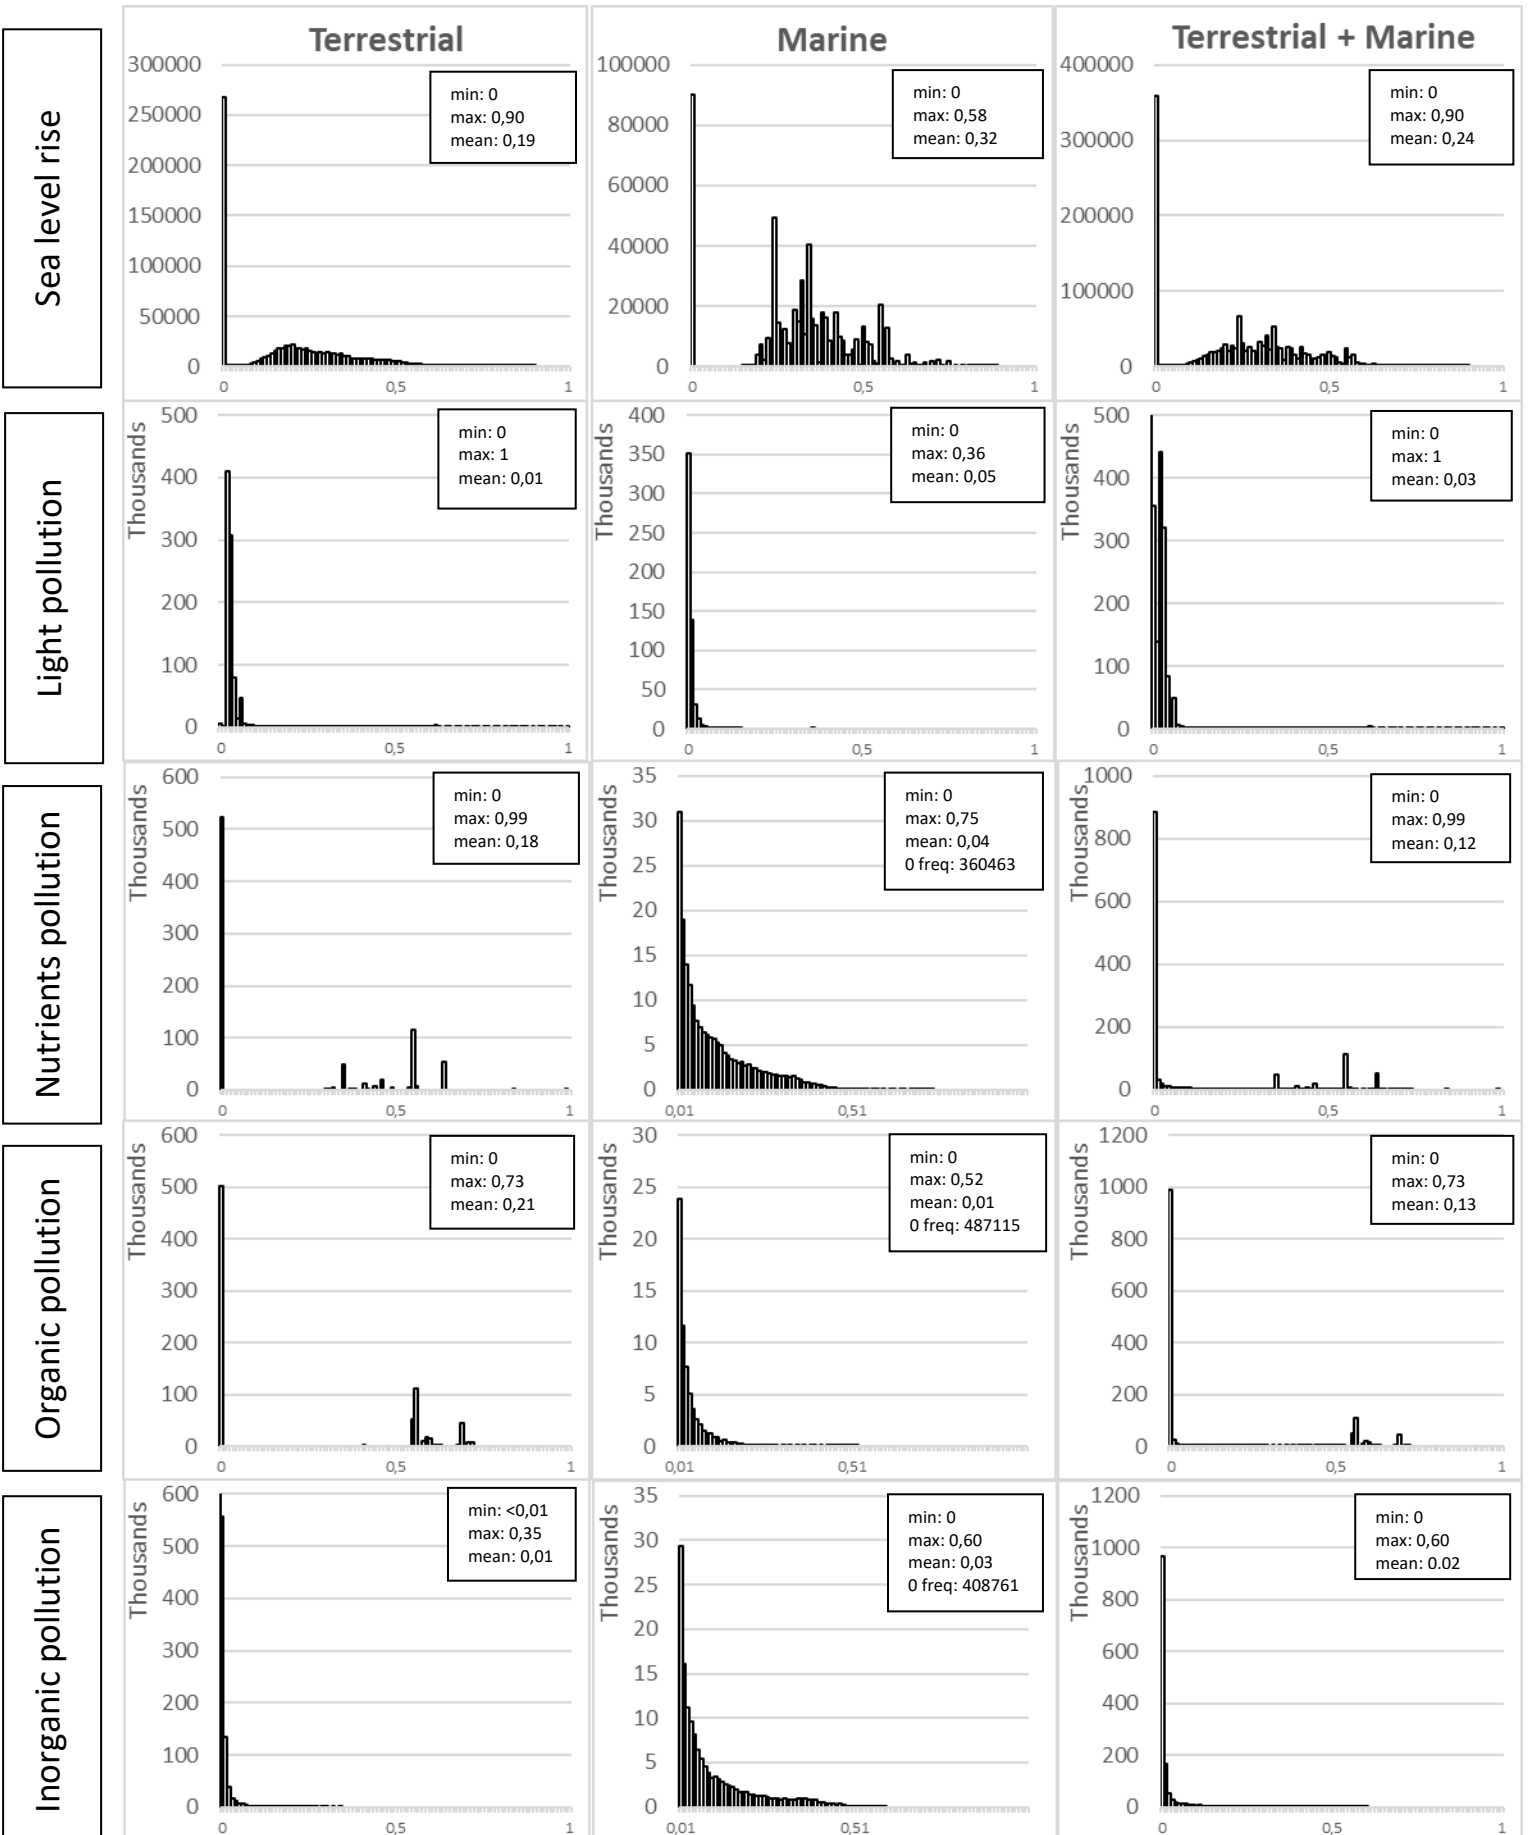 Terrestrial
Marine
Terrestrial + Marine
Sea level rise
300000
250000
200000
150000
100000
50000
0
0
0,5
1
min: 0
max: 0,90
mean: 0,19
100000
80000
60000
40000
20000
0
0
0,5
1
min: 0
max: 0,58
mean: 0,32
400000
300000
200000
100000
0
0
0,5
1
min: 0
max: 0,90
mean: 0,24
Light pollution
Thousands
500
400
300
200
100
0
0
0,5
1
min: 0
max: 1
mean: 0,01
Thousands
400
350
300
250
200
150
100
50
0
0
0,5
1
min: 0
max: 0,36
mean: 0,05
Thousands
500
400
300
200
100
0
0
0,5
1
min: 0
max: 1
mean: 0,03
Nutrients pollution
Thousands
600
500
400
300
200
100
0
0
0,5
1
min: 0
max: 0,99
mean: 0,18
Thousands
35
30
25
20
15
10
5
0
0,01
0,51
min: 0
max: 0,75
mean: 0,04
0 freq: 360463
Thousands
1000
800
600
400
200
0
0
0,5
1
min: 0
max: 0,99
mean: 0,12
Organic pollution
Thousands
600
500
400
300
200
100
0
0
0,5
1
min: 0
max: 0,73
mean: 0,21
Thousands
30
25
20
15
10
5
0
0,01
0,51
min: 0
max: 0,52
mean: 0,01
0 freq: 487115
Thousands
1200
1000
800
600
400
200
0
0
0,5
1
min: 0
max: 0,73
mean: 0,13
Inorganic pollution
Thousands
600
500
400
300
200
100
0
0
0,5
1
min: <0,01
max: 0,35
mean: 0,01
Thousands
35
30
25
20
15
10
5
0
0,01
0,51
min: 0
max: 0,60
mean: 0,03
0 freq: 408761
Thousands
1200
1000
800
600
400
200
0
0
0,5
1
min: 0
max: 0,60
mean: 0.02